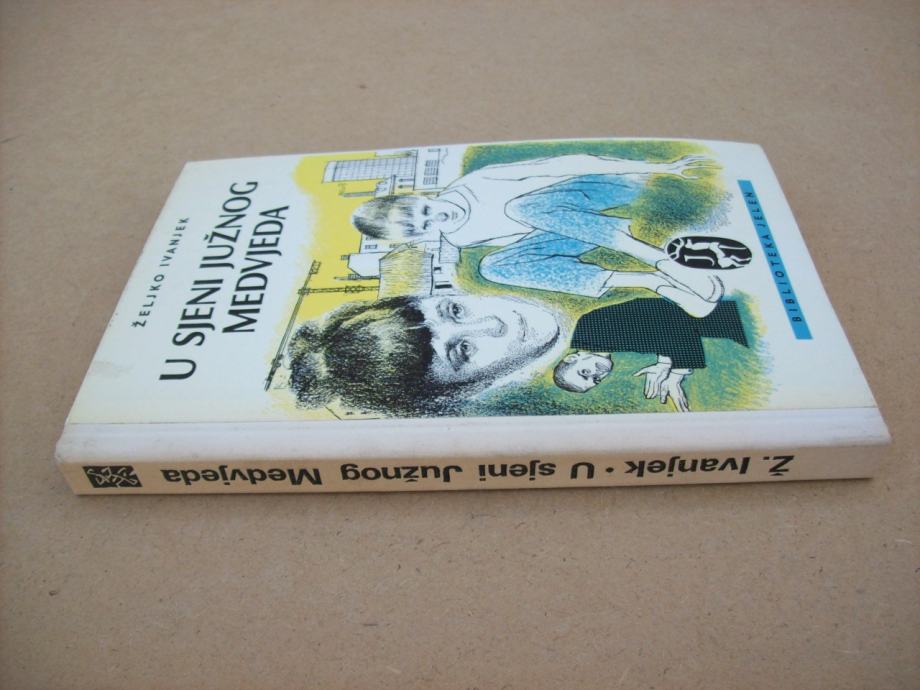 ŽELJKO IVANJEK
U SJENI JUŽNOG
MEDVJEDA
J
BIBLIOTEKA JELEN
Ž. Ivanjek • U sjeni Južnog Medvjeda